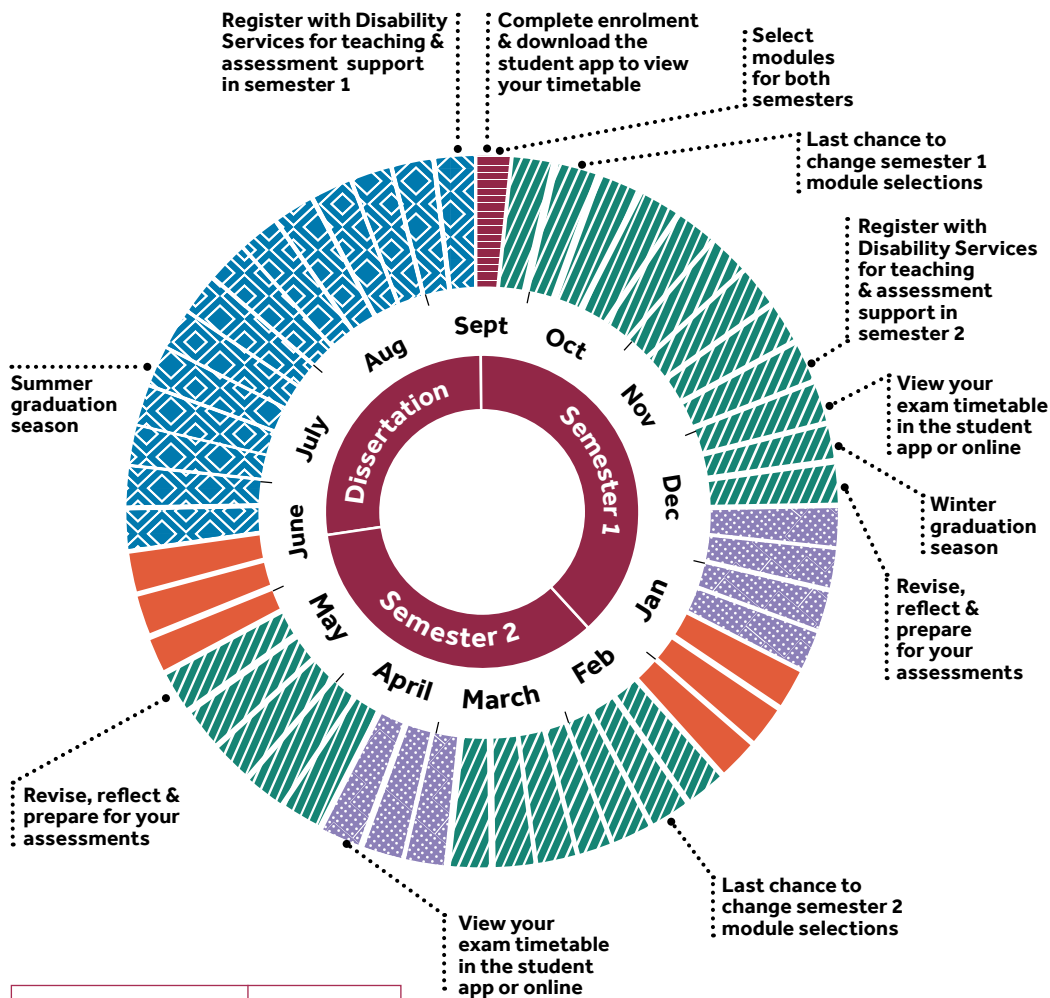 Register with Disability
Services for teaching &
assessment support
in semester 1
Complete enrolment
& download the
student app to view
your timetable
Select
modules
for both
semesters
Last chance to
change semester 1
module selections
Register with
Disability Services
for teaching
& assessment
support in
semester 2
View your
exam timetable
in the student
app or online
Winter
graduation
season
Revise,
reflect &
prepare
for your
assessments
Last chance to
change semester 2
module selections
View your
exam timetable
in the student
app or online
Revise, reflect &
prepare for your
assessments
Summer
graduation
season
Sept
Oct
Nov
Dec
Jan
Feb
March
April
May
June
July
Aug
Semester 1
Semester 2
Dissertation